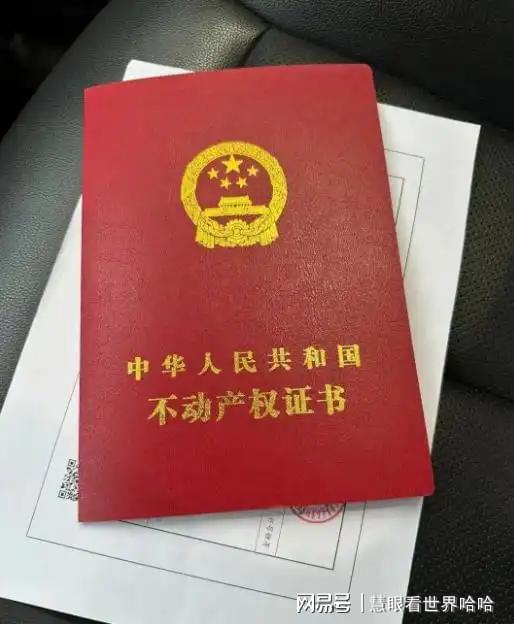 中华人民共和国
不动产权证书
网易号 | 慧眼看世界哈哈